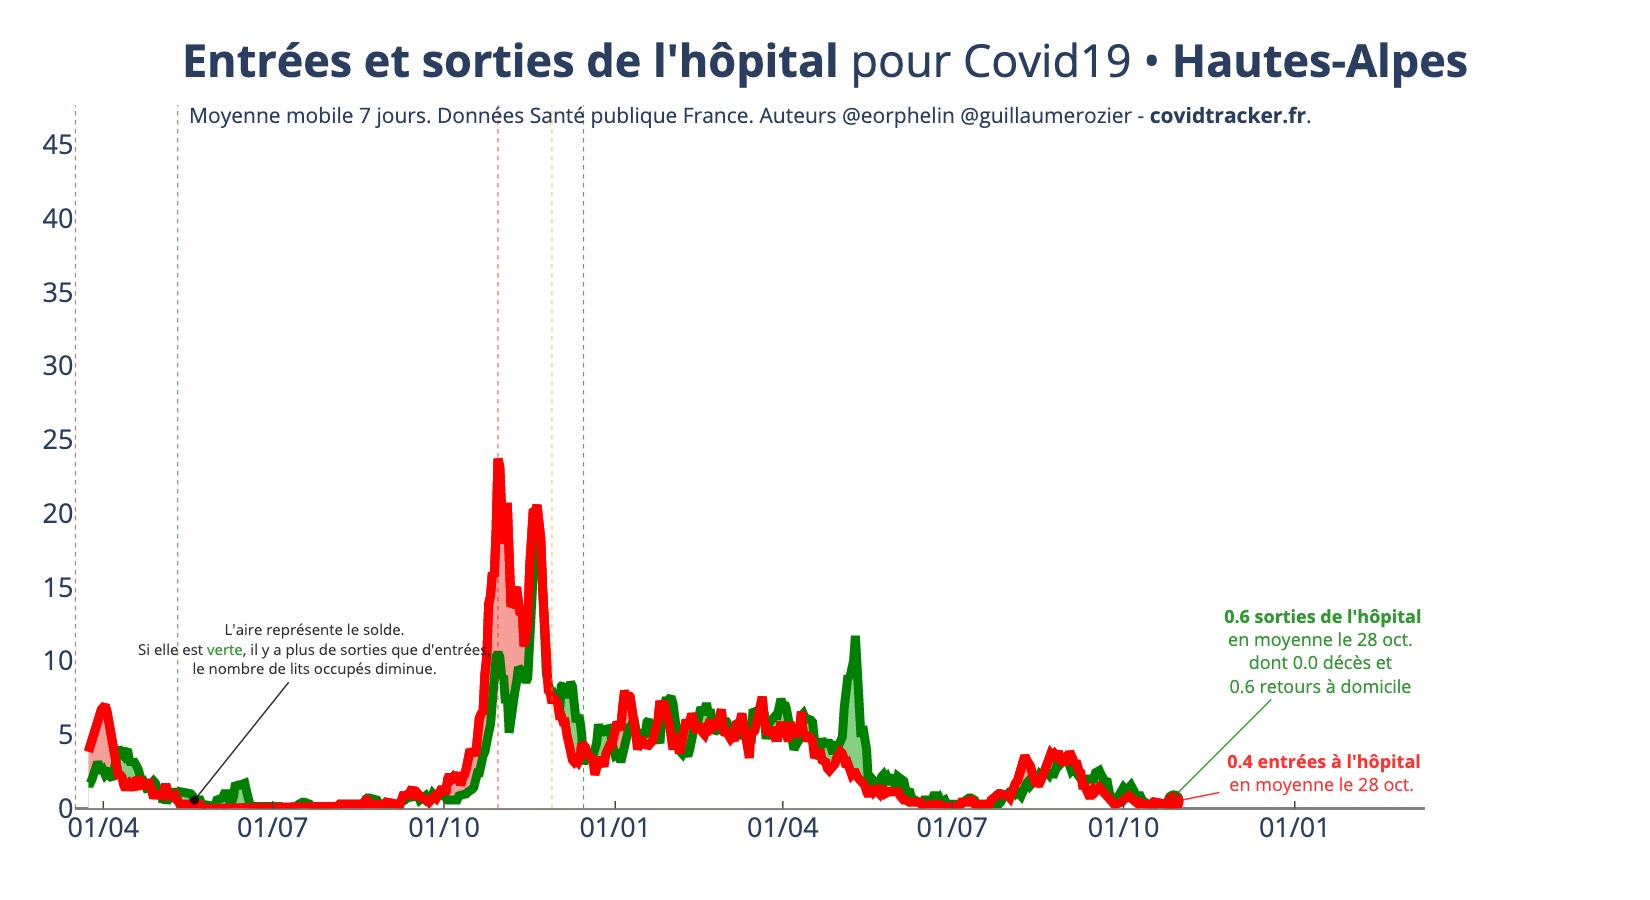 Entrées et sorties de l'hôpital pour Covid19 • Hautes-Alpes
Moyenne mobile 7 jours. Données Santé publique France. Auteurs @eorphelin @guillaumerozier - covidtracker.fr.
45
40
35
30
25
20
15
10
5
0
L'aire représente le solde.
Si elle est verte, il y a plus de sorties que d'entrées,
le nombre de lits occupés diminue.
0.6 sorties de l'hôpital
en moyenne le 28 oct.
dont 0.0 décès et
0.6 retours à domicile
0.4 entrées à l'hôpital
en moyenne le 28 oct.
01/04
01/07
01/10
01/01
01/04
01/07
01/10
01/01